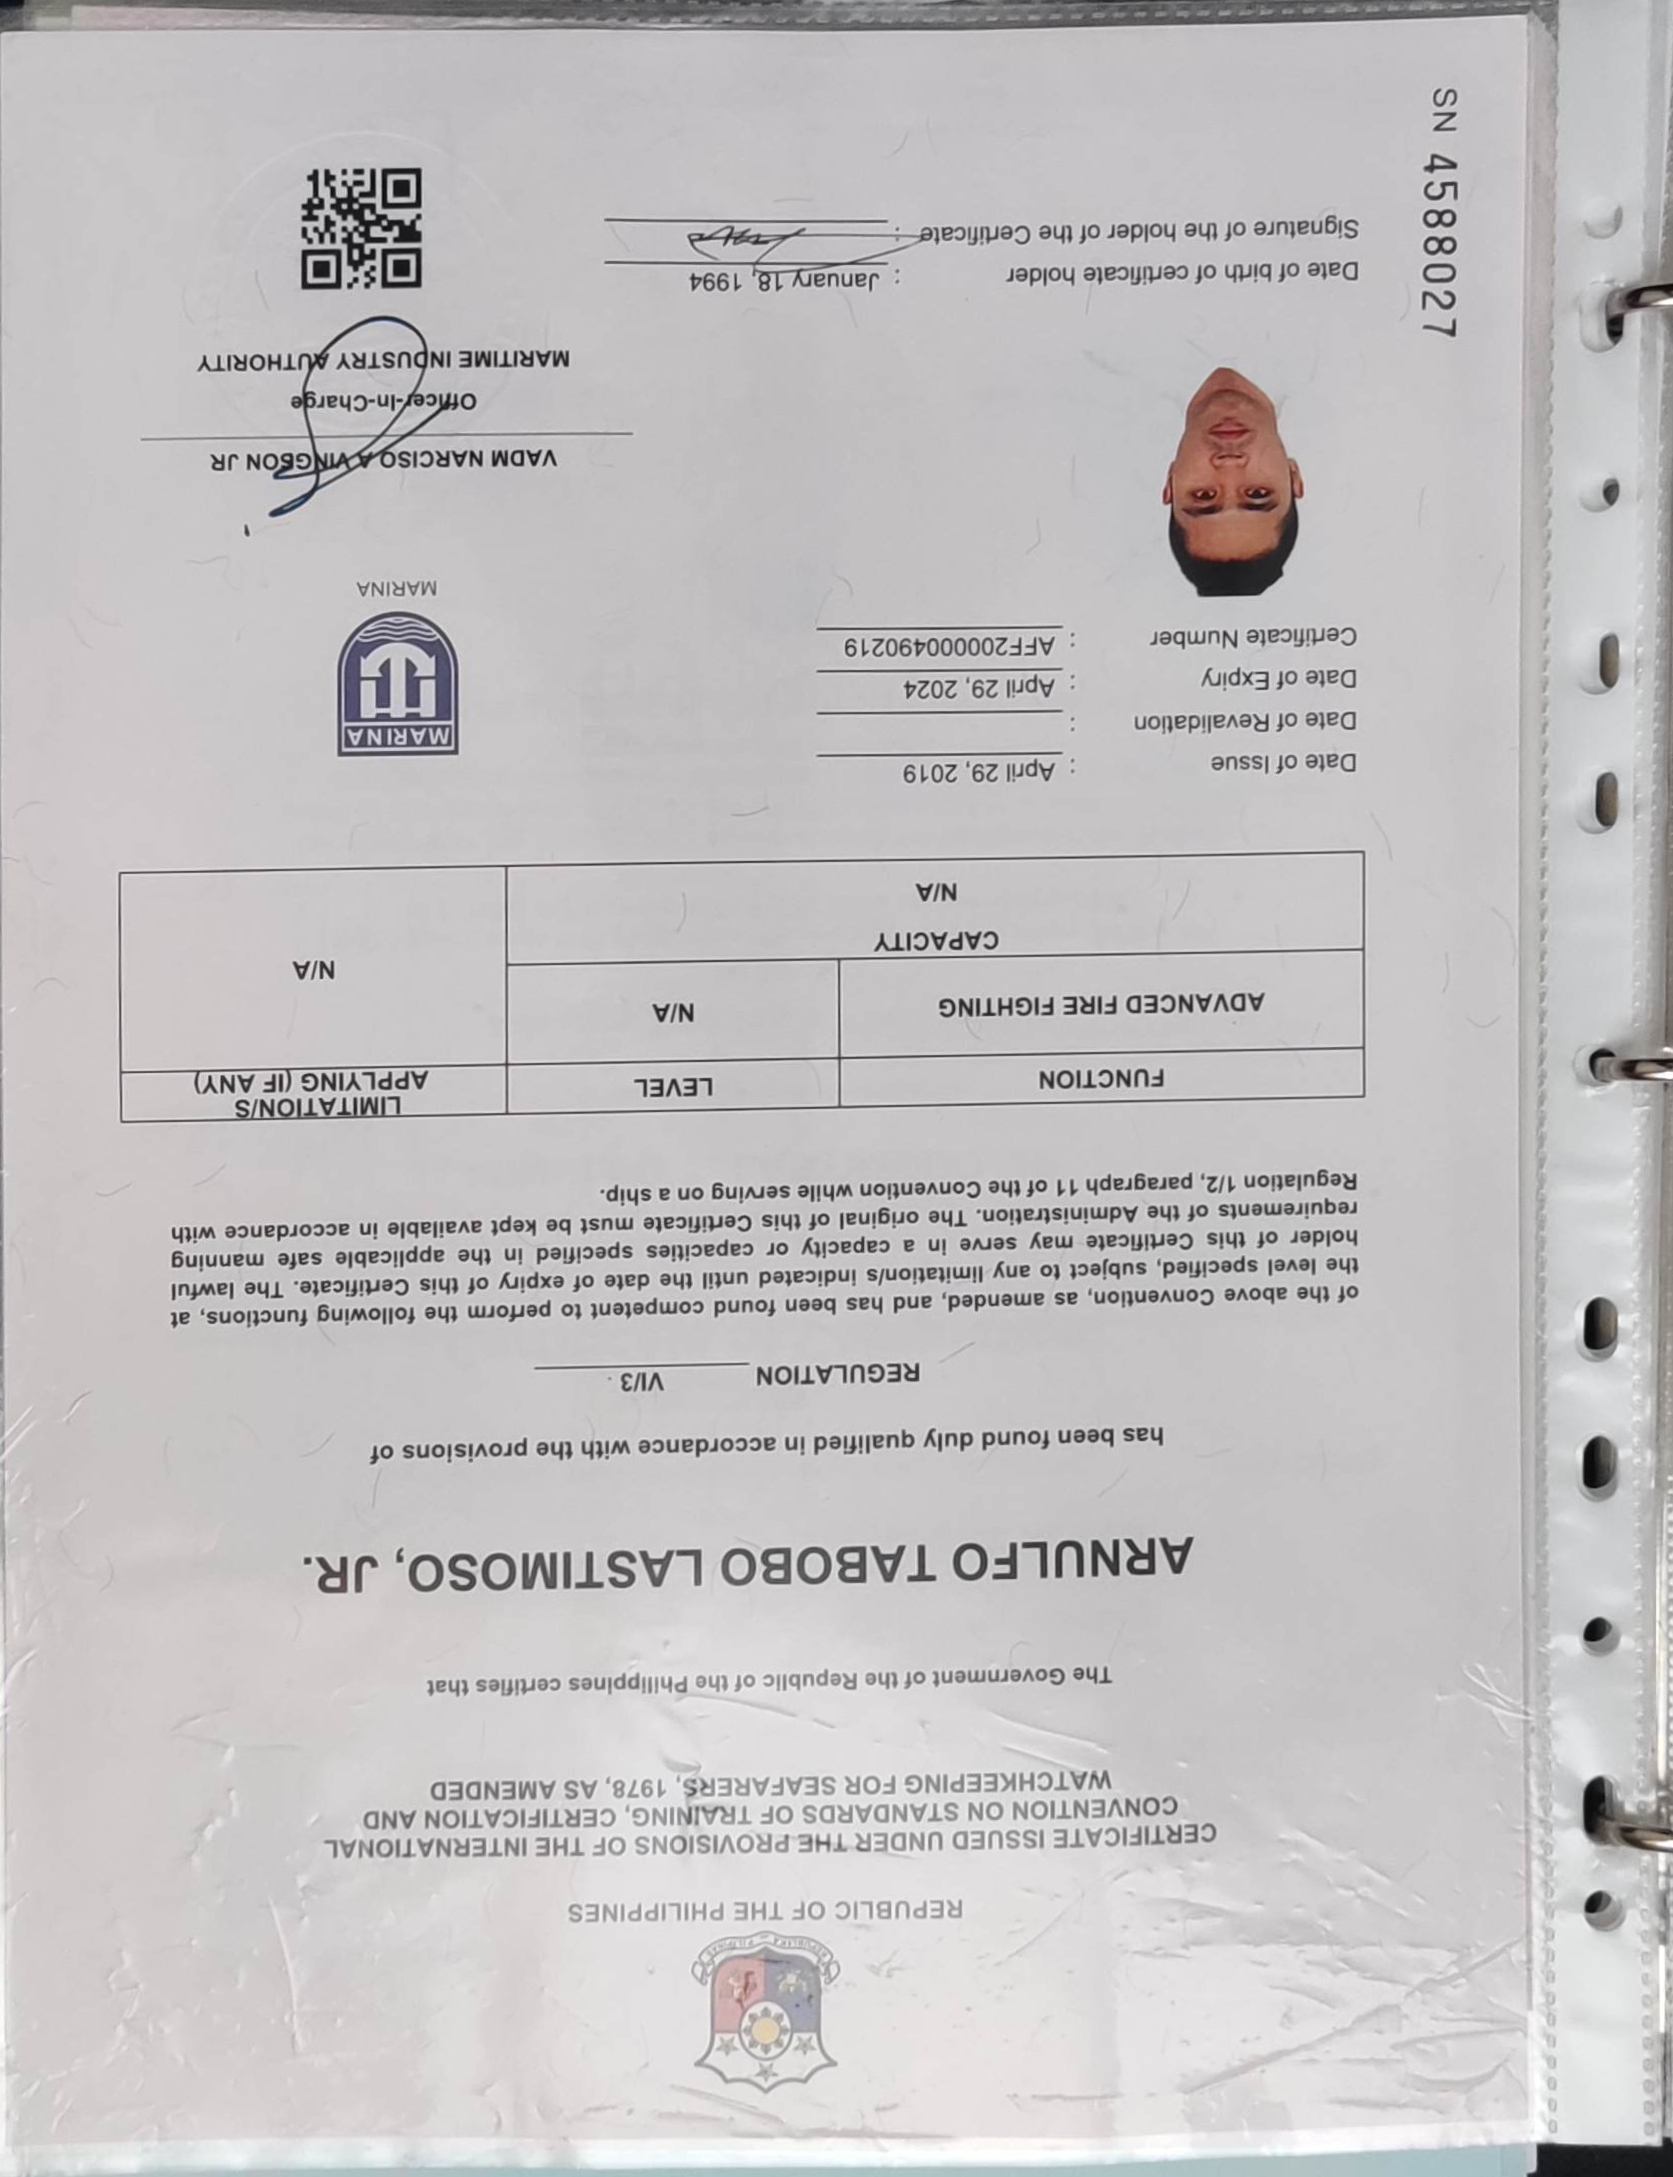 REPUBLIC OF THE PHILIPPINES
CERTIFICATE ISSUED UNDER THE PROVISIONS OF THE INTERNATIONAL
CONVENTION ON STANDARDS OF TRAINING, CERTIFICATION AND
WATCHKEEPING FOR SEAFARERS, 1978, AS AMENDED
The Government of the Republic of the Philippines certifies that
ARNULFO TABOBO LASTIMOSO, JR.
has been found duly qualified in accordance with the provisions of
REGULATION VI/3
of the above Convention, as amended, and has been found competent to perform the following functions, at
the level specified, subject to any limitation/s indicated until the date of expiry of this Certificate. The lawful
holder of this Certificate may serve in a capacity or capacities specified in the applicable safe manning
requirements of the Administration. The original of this Certificate must be kept available in accordance with
Regulation 1/2, paragraph 11 of the Convention while serving on a ship.
FUNCTION LEVEL LIMITATION/S
APPLYING (IF ANY)
ADVANCED FIRE FIGHTING N/A N/A
CAPACITY
N/A
Date of Issue : April 29, 2019
Date of Revalidation :
Date of Expiry : April 29, 2024
Certificate Number : AFF2000000490219
MARINA
MARINA
VADM NARCISO A VINGSON JR
Officer-In-Charge
MARITIME INDUSTRY AUTHORITY
Date of birth of certificate holder : January 18, 1994
Signature of the holder of the Certificate :
SN 4588027